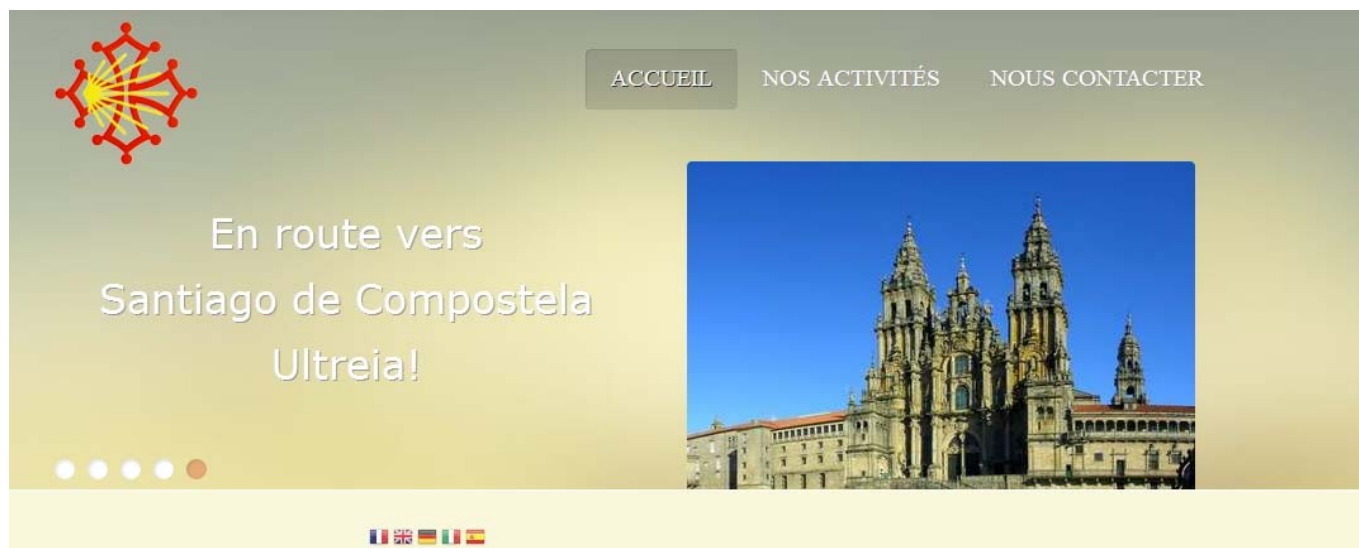 ACCUEIL NOS ACTIVITÉS NOUS CONTACTER
En route vers
Santiago de Compostela
Ultreia!